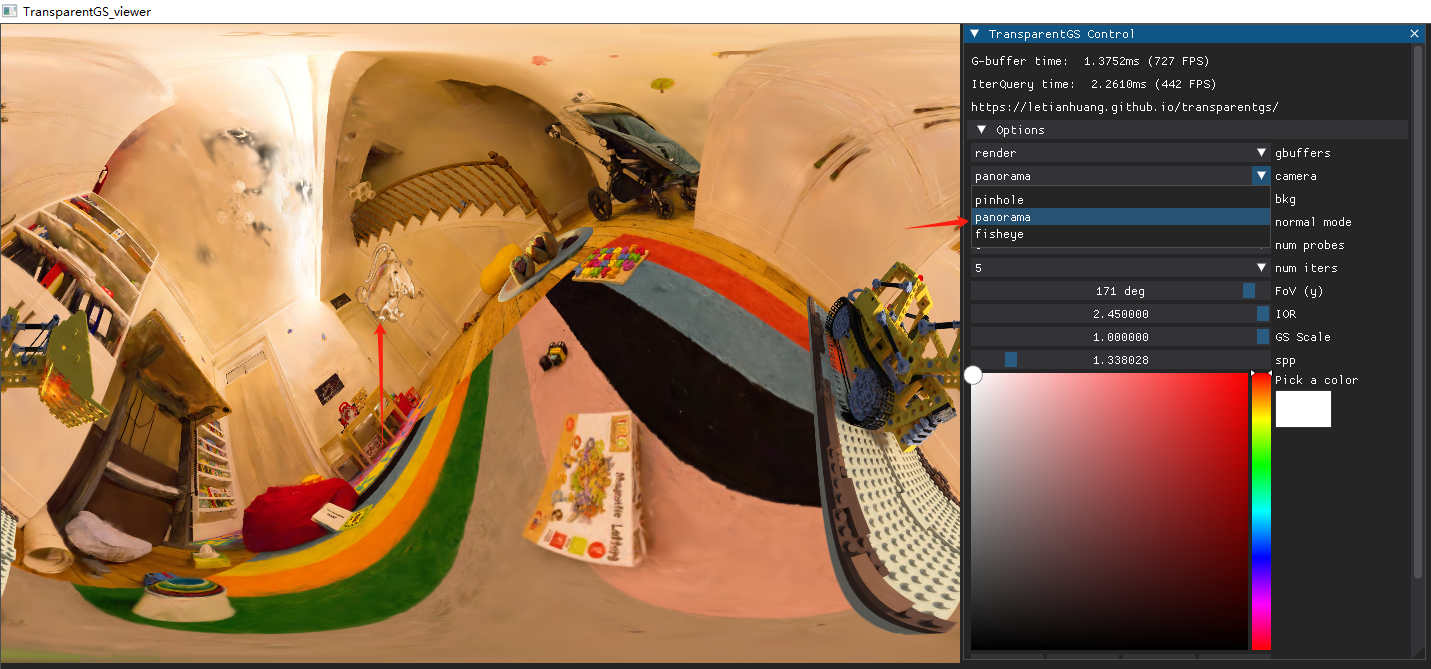 TransparentGS_viewer
TransparentGS Control
G-buffer time: 1.3752ms (727 FPS)
IterQuery time: 2.2610ms (442 FPS)
https://letianhuang.github.io/transparentgs/
Options
render gbuffers
panorama camera
pinhole bkg
panorama normal mode
fisheye num probes
5 num iters
171 deg FoV (y)
2.450000 IOR
1.000000 GS Scale
1.338028 spp
Pick a color